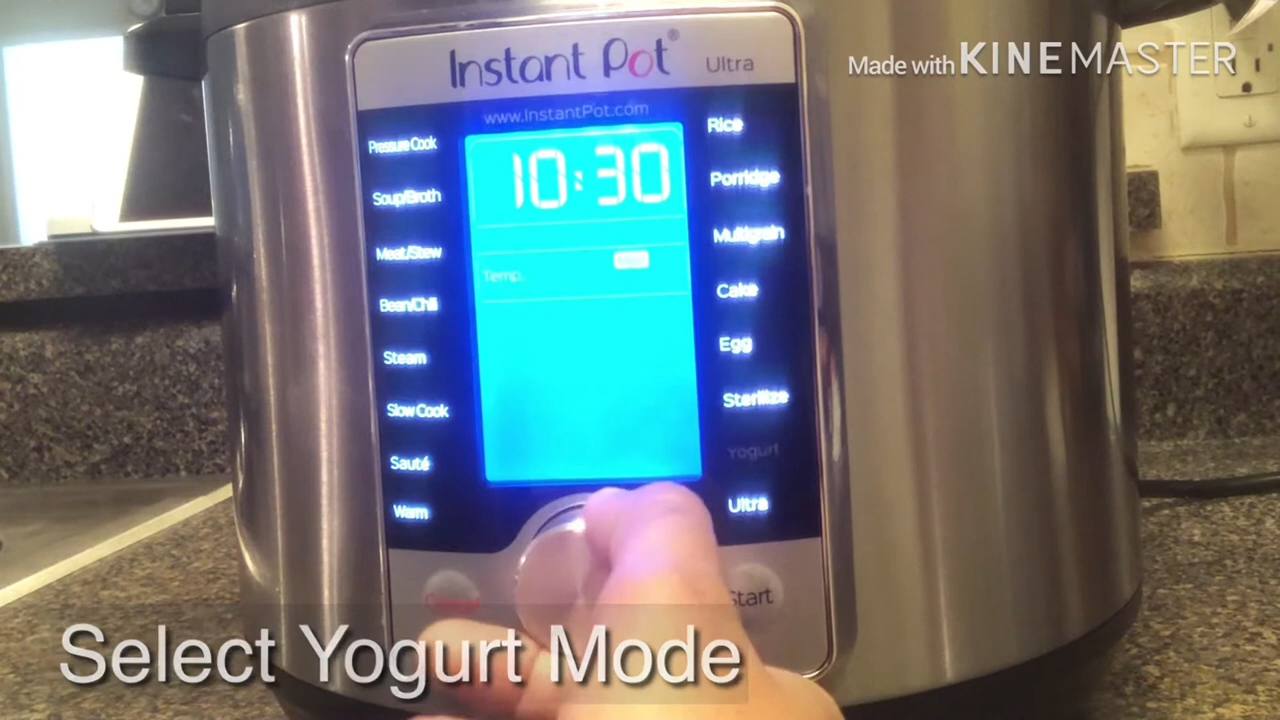 Instant Pot® Ultra
Made with KINEMASTER
www.InstantPot.com
10:30
Temp.
Pressure Cook
Soup/Broth
Meat/Stew
Bean/Chili
Steam
Slow Cook
Sauté
Warm
Rice
Porridge
Multigrain
Cake
Egg
Sterilize
Yogurt
Ultra
Start
Select Yogurt Mode